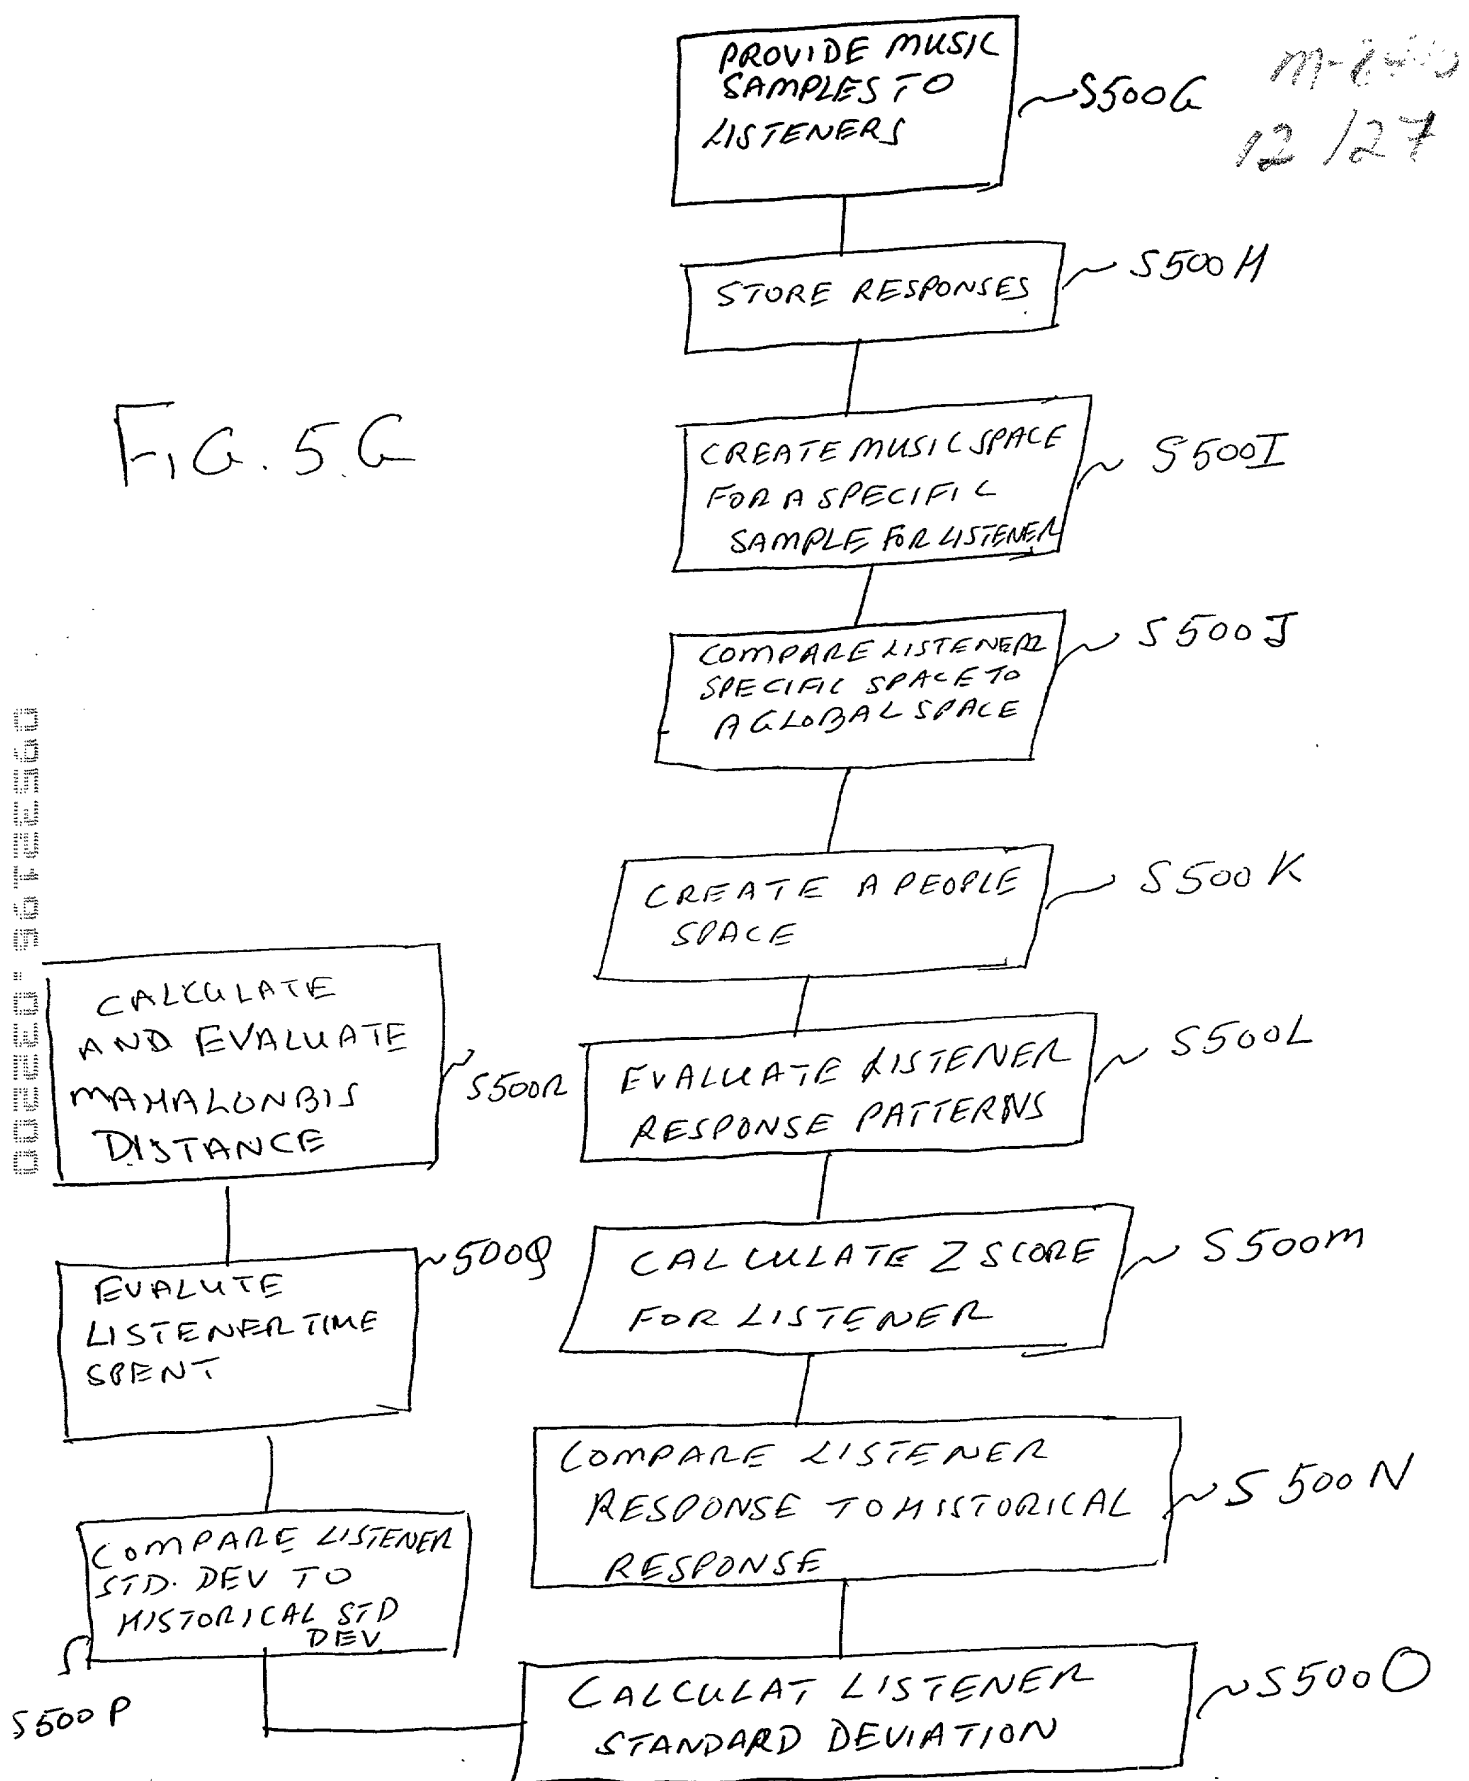 PROVIDE MUSIC
SAMPLES TO
LISTENERS
S500G
12/27
STORE RESPONSES
S500H
FIG. 5G
CREATE MUSIC SPACE
FOR A SPECIFIC
SAMPLE FOR LISTENER
S500I
COMPARE LISTENER
SPECIFIC SPACE TO
A GLOBAL SPACE
S500J
CREATE A PEOPLE
SPACE
S500K
EVALUATE LISTENER
RESPONSE PATTERNS
S500L
CALCULATE Z SCORE
FOR LISTENER
S500M
COMPARE LISTENER
RESPONSE TO HISTORICAL
RESPONSE
S500N
CALCULAT LISTENER
STANDARD DEVIATION
S500O
COMPARE LISTENER
STD. DEV TO
HISTORICAL STD
DEV
S500P
EVALUTE
LISTENER TIME
SPENT
500Q
CALCULATE
AND EVALUATE
MAHALONBIS
DISTANCE
S500R